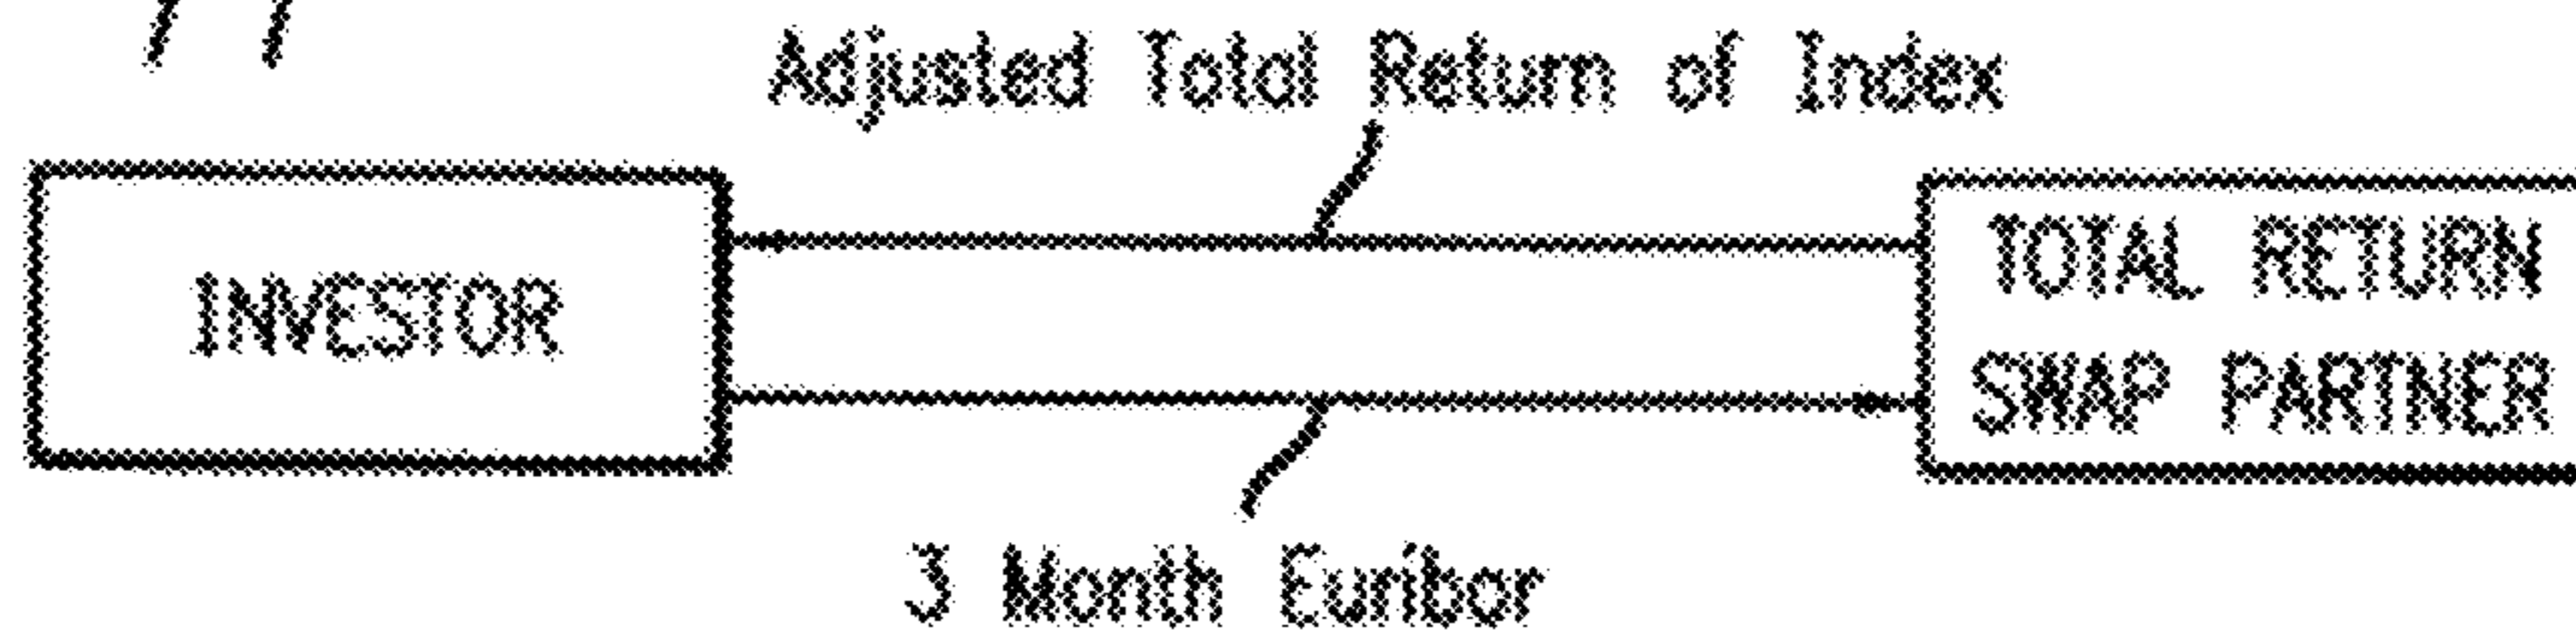 Adjusted Total Return of Index
INVESTOR
TOTAL RETURN
SWAP PARTNER
3 Month Euribor